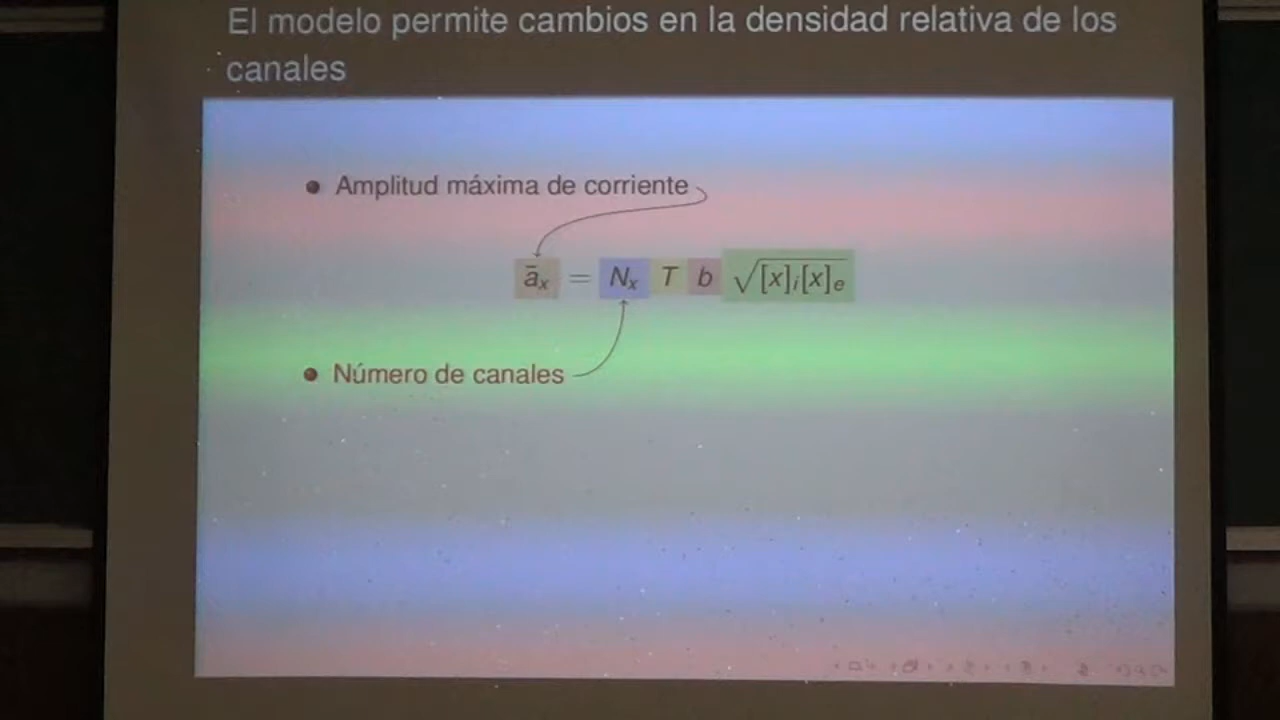 El modelo permite cambios en la densidad relativa de los
canales
Amplitud máxima de corriente
āₓ = Nₓ T b √[x]ᵢ[x]ₑ
Número de canales